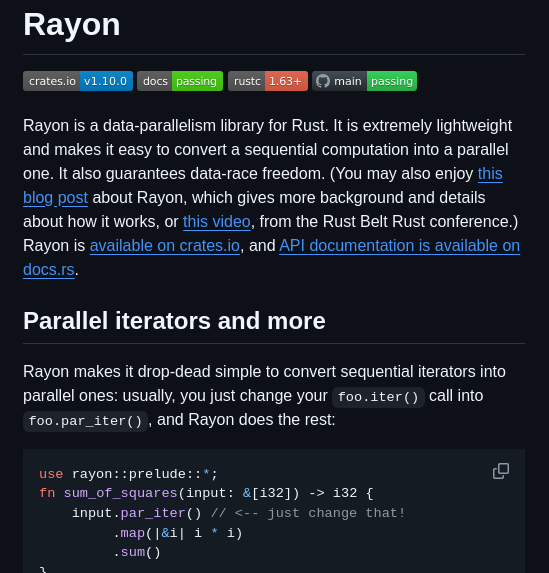 Rayon
crates.io v1.10.0 docs passing rustc 1.63+ main passing
Rayon is a data-parallelism library for Rust. It is extremely lightweight
and makes it easy to convert a sequential computation into a parallel
one. It also guarantees data-race freedom. (You may also enjoy this
blog post about Rayon, which gives more background and details
about how it works, or this video, from the Rust Belt Rust conference.)
Rayon is available on crates.io, and API documentation is available on
docs.rs.
Parallel iterators and more
Rayon makes it drop-dead simple to convert sequential iterators into
parallel ones: usually, you just change your foo.iter() call into
foo.par_iter(), and Rayon does the rest:
use rayon::prelude::*;
fn sum_of_squares(input: &[i32]) -> i32 {
    input.par_iter() // <-- just change that!
         .map(|&i| i * i)
         .sum()
}